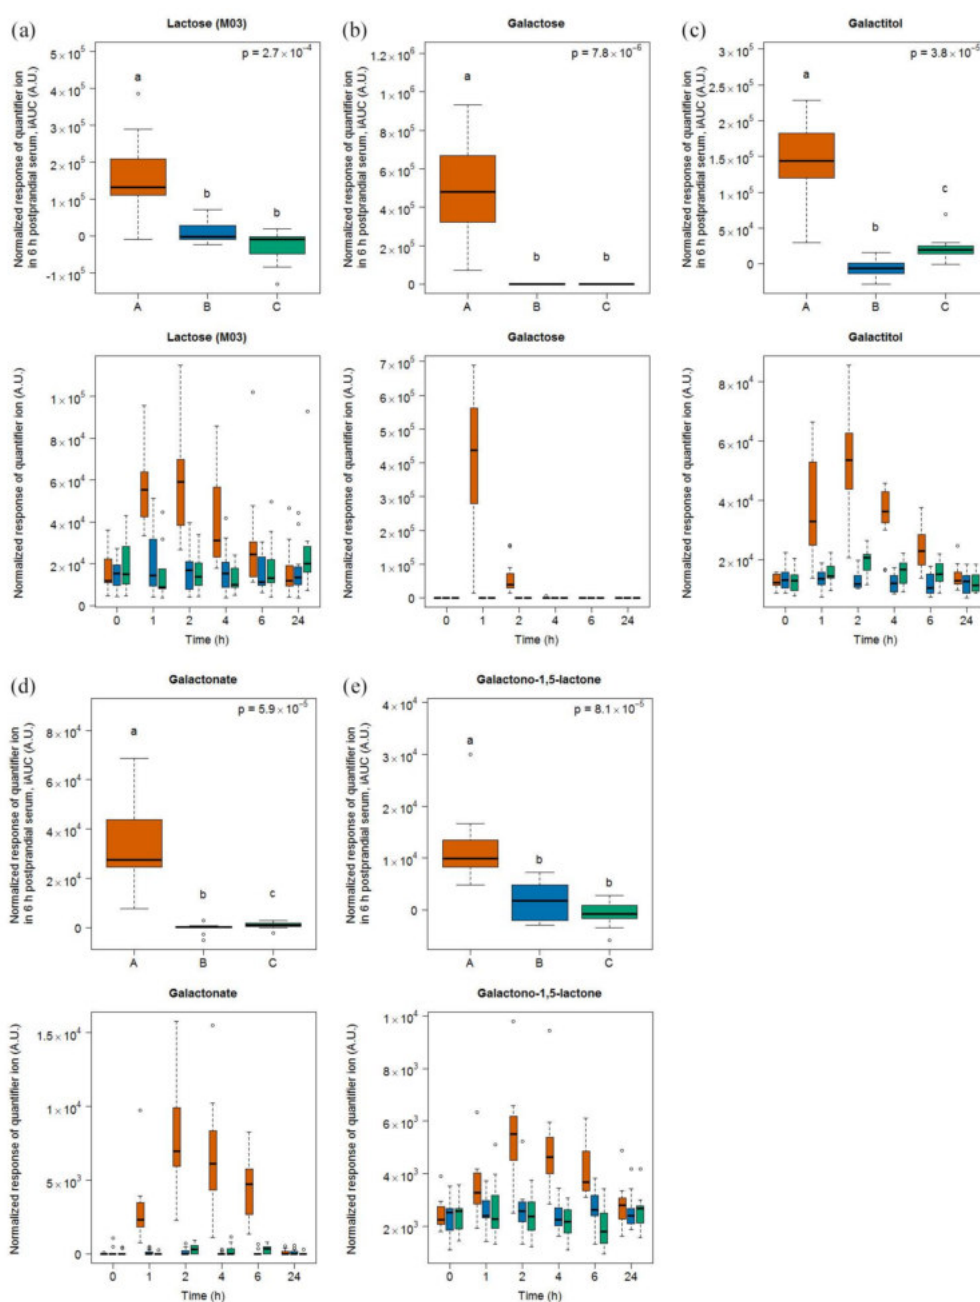 (a)
Lactose (M03)
Normalized response of quantifier ion
in 6 h postprandial serum, iAUC (A.U.)
5×10⁵
4×10⁵
3×10⁵
2×10⁵
1×10⁵
0
-1×10⁵
p = 2.7×10⁻⁴
a
b
b
A B C
(b)
Galactose
Normalized response of quantifier ion
in 6 h postprandial serum, iAUC (A.U.)
1.2×10⁶
1×10⁶
8×10⁵
6×10⁵
4×10⁵
2×10⁵
0
p = 7.8×10⁻⁶
a
b
b
A B C
(c)
Galactitol
Normalized response of quantifier ion
in 6 h postprandial serum, iAUC (A.U.)
3×10⁵
2.5×10⁵
2×10⁵
1.5×10⁵
1×10⁵
5×10⁴
0
p = 3.8×10⁻⁵
a
b
c
A B C
Lactose (M03)
Normalized response of quantifier ion (A.U.)
1×10⁵
8×10⁴
6×10⁴
4×10⁴
2×10⁴
0
0 1 2 4 6 24
Time (h)
Galactose
Normalized response of quantifier ion (A.U.)
7×10⁵
6×10⁵
5×10⁵
4×10⁵
3×10⁵
2×10⁵
1×10⁵
0
0 1 2 4 6 24
Time (h)
Galactitol
Normalized response of quantifier ion (A.U.)
8×10⁴
6×10⁴
4×10⁴
2×10⁴
0 1 2 4 6 24
Time (h)
(d)
Galactonate
Normalized response of quantifier ion
in 6 h postprandial serum, iAUC (A.U.)
8×10⁴
6×10⁴
4×10⁴
2×10⁴
0
p = 5.9×10⁻⁵
a
b
c
A B C
(e)
Galactono-1,5-lactone
Normalized response of quantifier ion
in 6 h postprandial serum, iAUC (A.U.)
4×10⁴
3×10⁴
2×10⁴
1×10⁴
0
p = 8.1×10⁻⁵
a
b
b
A B C
Galactonate
Normalized response of quantifier ion (A.U.)
1.5×10⁴
1×10⁴
5×10³
0
0 1 2 4 6 24
Time (h)
Galactono-1,5-lactone
Normalized response of quantifier ion (A.U.)
1×10⁴
8×10³
6×10³
4×10³
2×10³
0 1 2 4 6 24
Time (h)